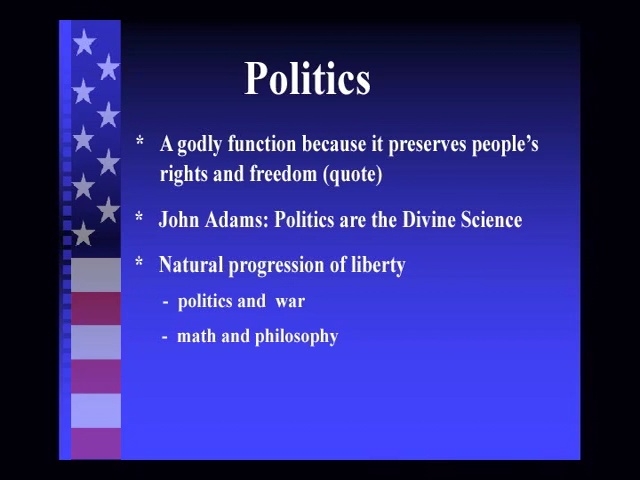 Politics
* A godly function because it preserves people's
rights and freedom (quote)
* John Adams: Politics are the Divine Science
* Natural progression of liberty
- politics and war
- math and philosophy